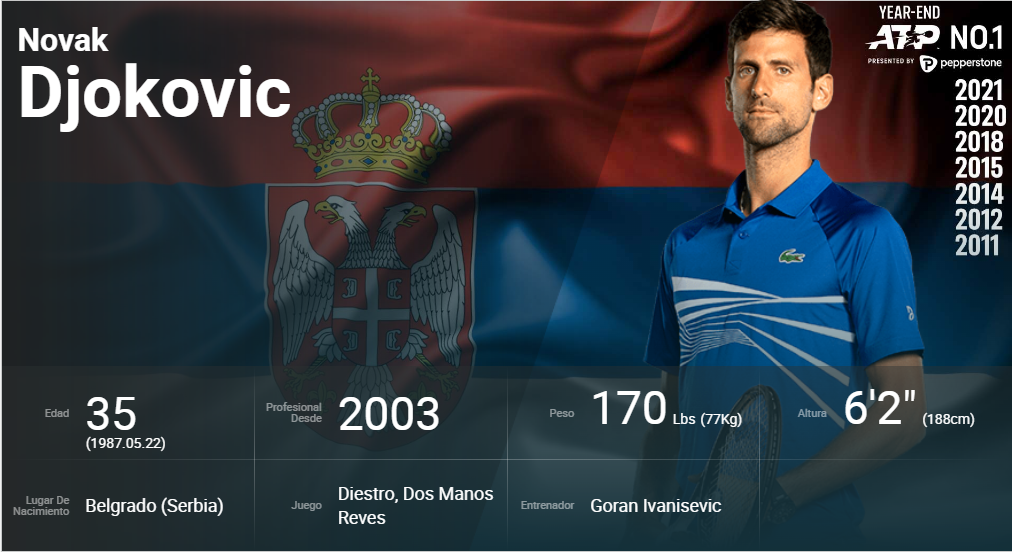 Novak
Djokovic
YEAR-END
ATP NO.1
PRESENTED BY pepperstone
2021
2020
2018
2015
2014
2012
2011
Edad 35
(1987.05.22)
Profesional
Desde 2003
Peso 170 Lbs (77Kg)
Altura 6'2" (188cm)
Lugar De
Nacimiento Belgrado (Serbia)
Juego Diestro, Dos Manos
Reves
Entrenador Goran Ivanisevic